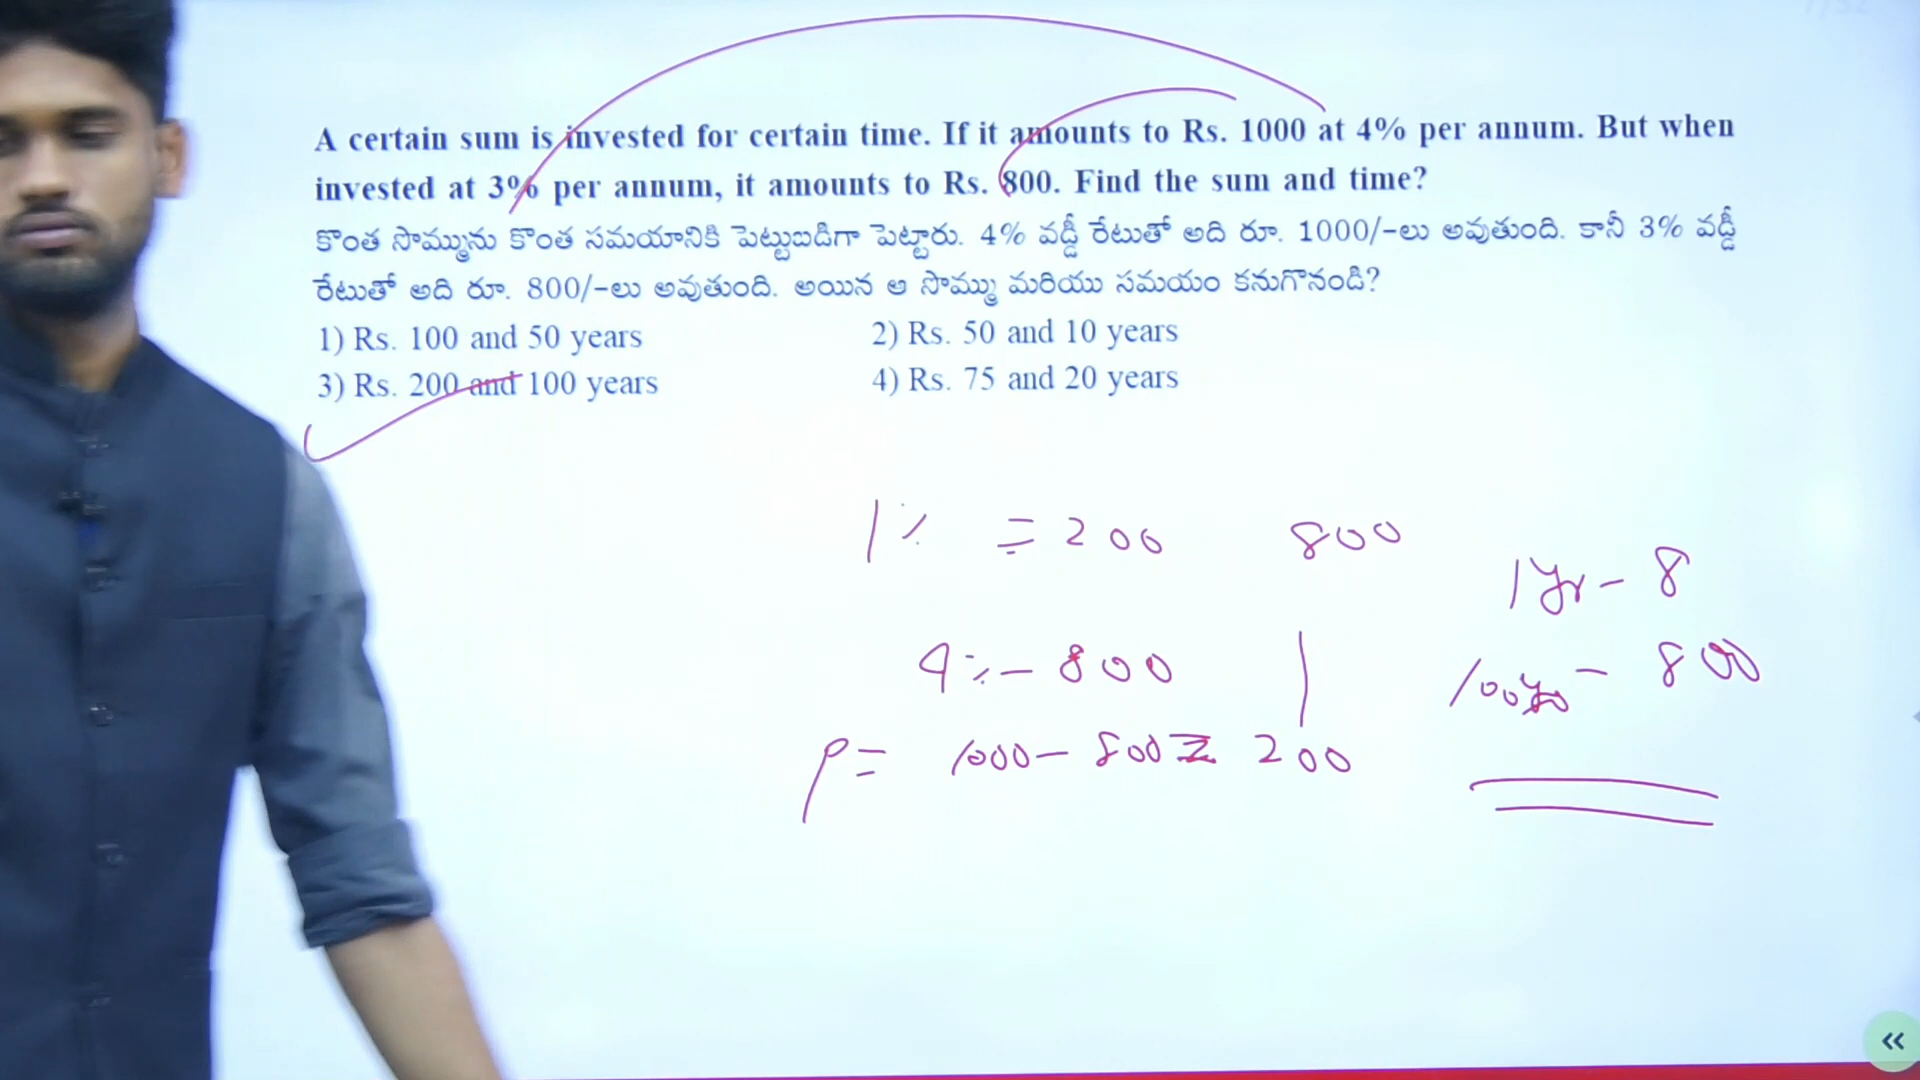 A certain sum is invested for certain time. If it amounts to Rs. 1000 at 4% per annum. But when
invested at 3% per annum, it amounts to Rs. 800. Find the sum and time?
కొంత సొమ్మును కొంత సమయానికి పెట్టుబడిగా పెట్టారు. 4% వడ్డీ రేటుతో అది రూ. 1000/-లు అవుతుంది. కానీ 3% వడ్డీ
రేటుతో అది రూ. 800/-లు అవుతుంది. అయిన ఆ సొమ్ము మరియు సమయం కనుగొనండి?
1) Rs. 100 and 50 years
2) Rs. 50 and 10 years
3) Rs. 200 and 100 years
4) Rs. 75 and 20 years
1% = 200 800
4% - 800
P = 1000 - 800 = 200
1yr - 8
100yrs - 800